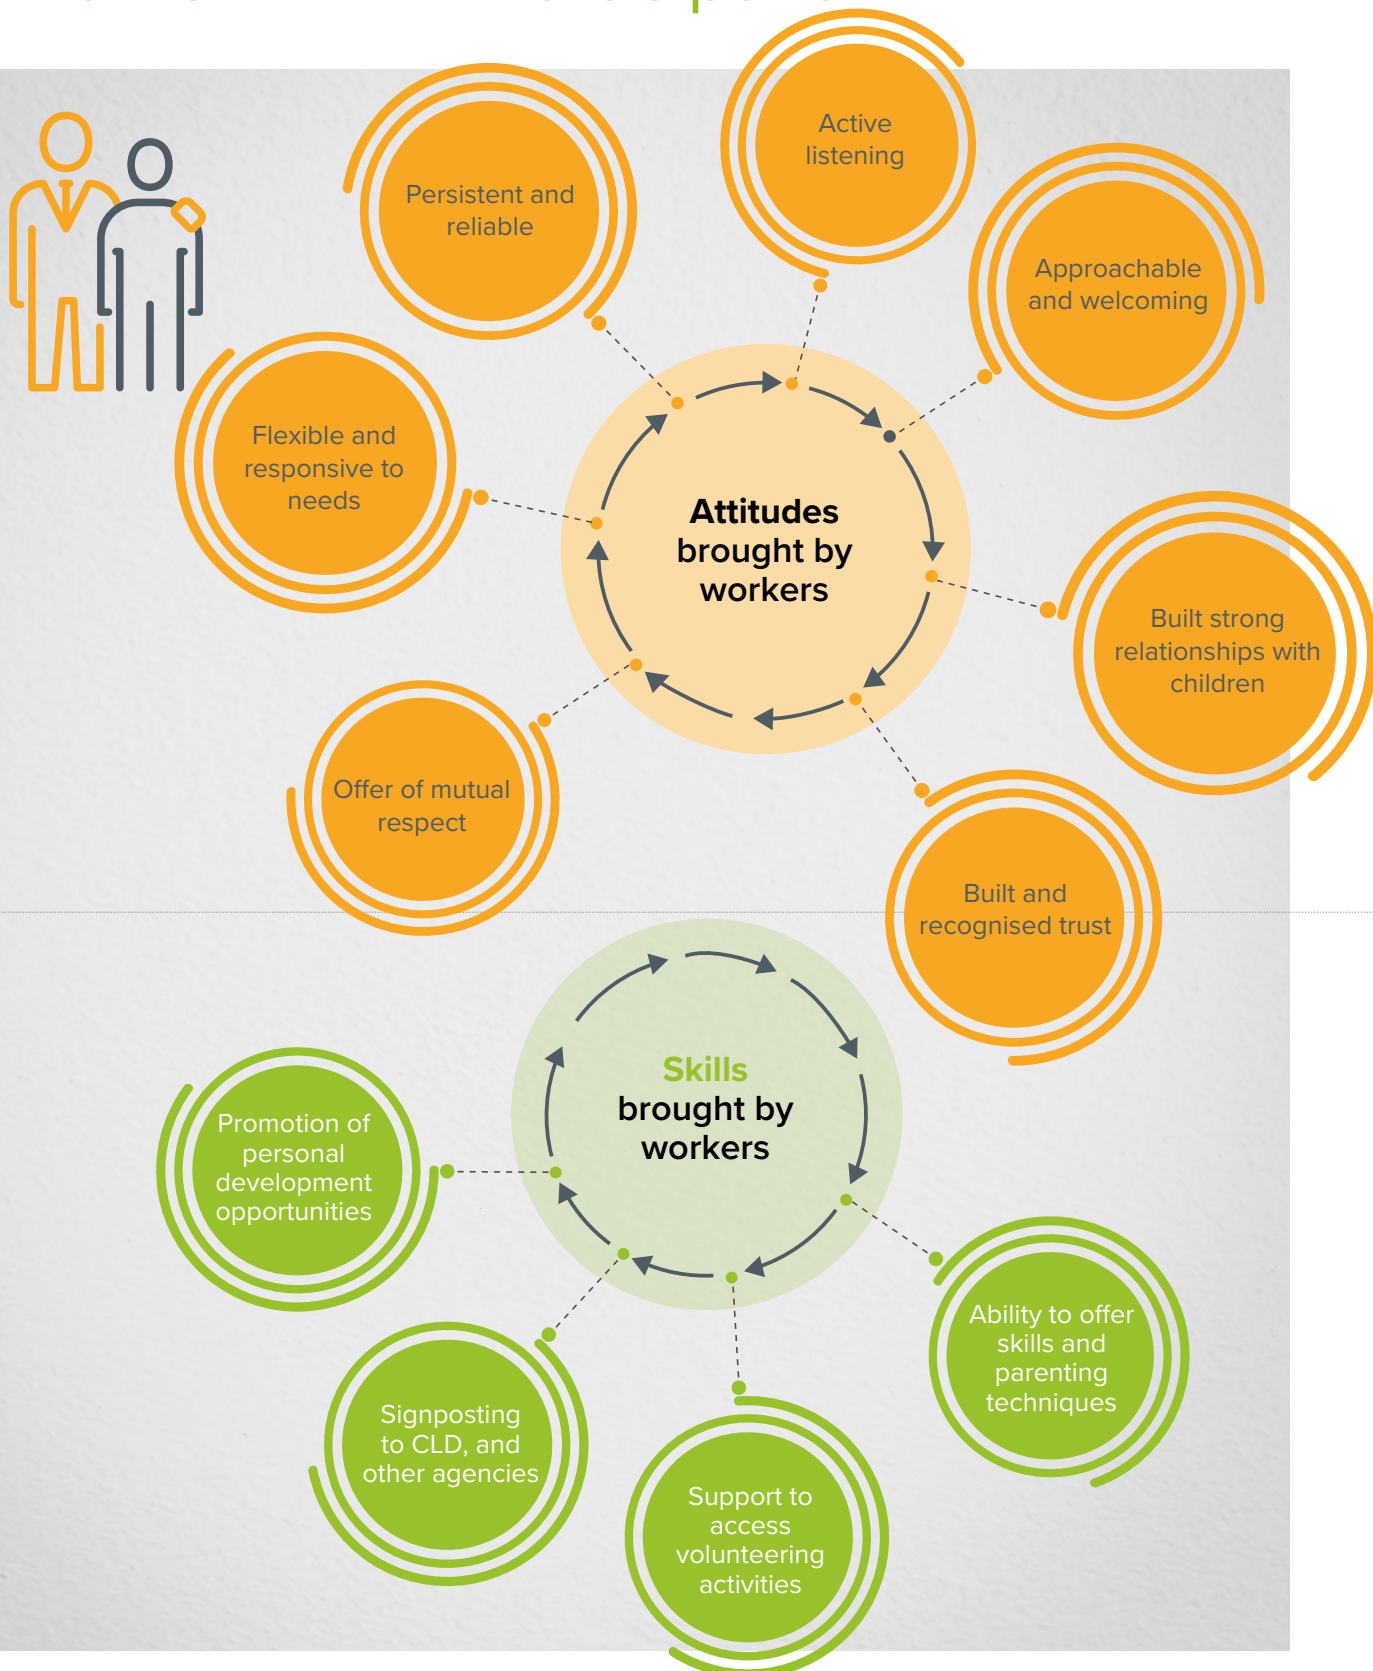 Active
listening
Persistent and
reliable
Approachable
and welcoming
Flexible and
responsive to
needs
Attitudes
brought by
workers
Built strong
relationships with
children
Offer of mutual
respect
Built and
recognised trust
Skills
brought by
workers
Promotion of
personal
development
opportunities
Ability to offer
skills and
parenting
techniques
Signposting
to CLD, and
other agencies
Support to
access
volunteering
activities